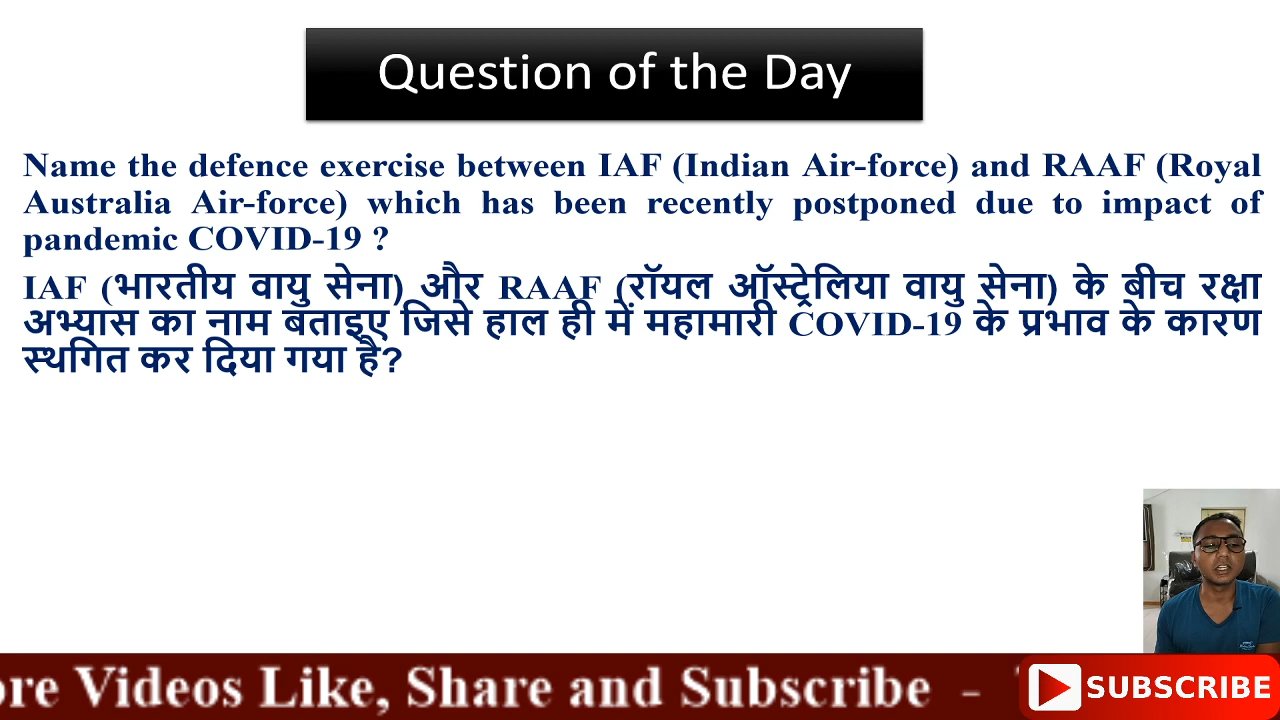 Question of the Day
Name the defence exercise between IAF (Indian Air-force) and RAAF (Royal
Australia Air-force) which has been recently postponed due to impact of
pandemic COVID-19 ?
IAF (भारतीय वायु सेना) और RAAF (रॉयल ऑस्ट्रेलिया वायु सेना) के बीच रक्षा
अभ्यास का नाम बताइए जिसे हाल ही में महामारी COVID-19 के प्रभाव के कारण
स्थगित कर दिया गया है?
ore Videos Like, Share and Subscribe -
SUBSCRIBE